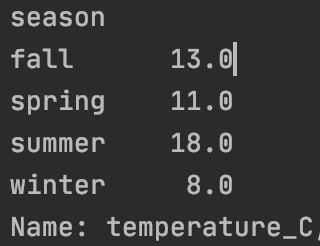 season
fall 13.0
spring 11.0
summer 18.0
winter 8.0
Name: temperature_C,